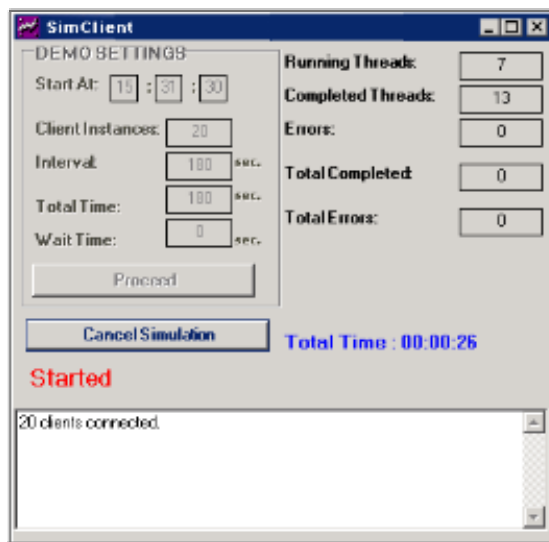 SimClient
DEMO SETTINGS
Start At: 15 : 31 : 30
Client Instances: 20
Interval: 180 sec.
Total Time: 180 sec.
Wait Time: 0 sec.
Proceed
Cancel Simulation
Started
Running Threads: 7
Completed Threads: 13
Errors: 0
Total Completed: 0
Total Errors: 0
Total Time : 00:00:26
20 clients connected.